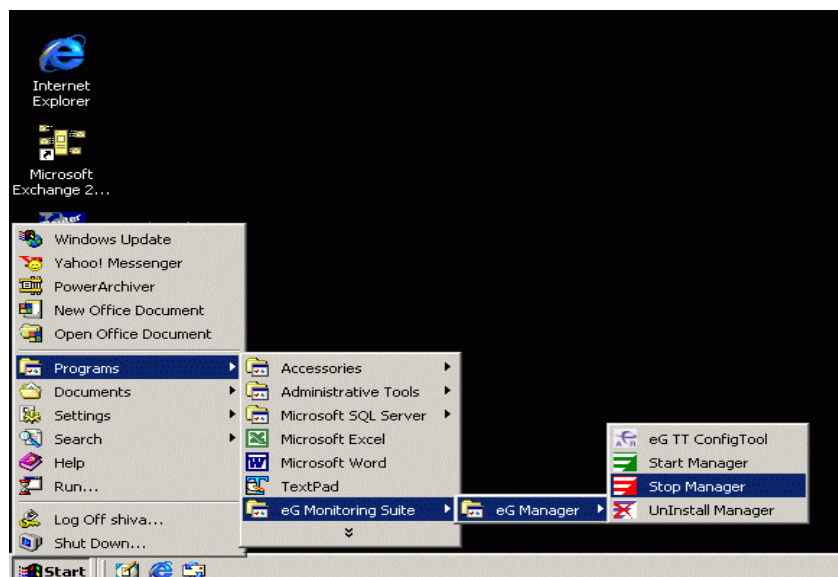 Internet
Explorer
Microsoft
Exchange 2...
Windows Update
Yahoo! Messenger
PowerArchiver
New Office Document
Open Office Document
Programs
Documents
Settings
Search
Help
Run...
Log Off shiva...
Shut Down...
Accessories
Administrative Tools
Microsoft SQL Server
Microsoft Excel
Microsoft Word
TextPad
eG Monitoring Suite
eG Manager
eG TT ConfigTool
Start Manager
Stop Manager
UnInstall Manager
Start